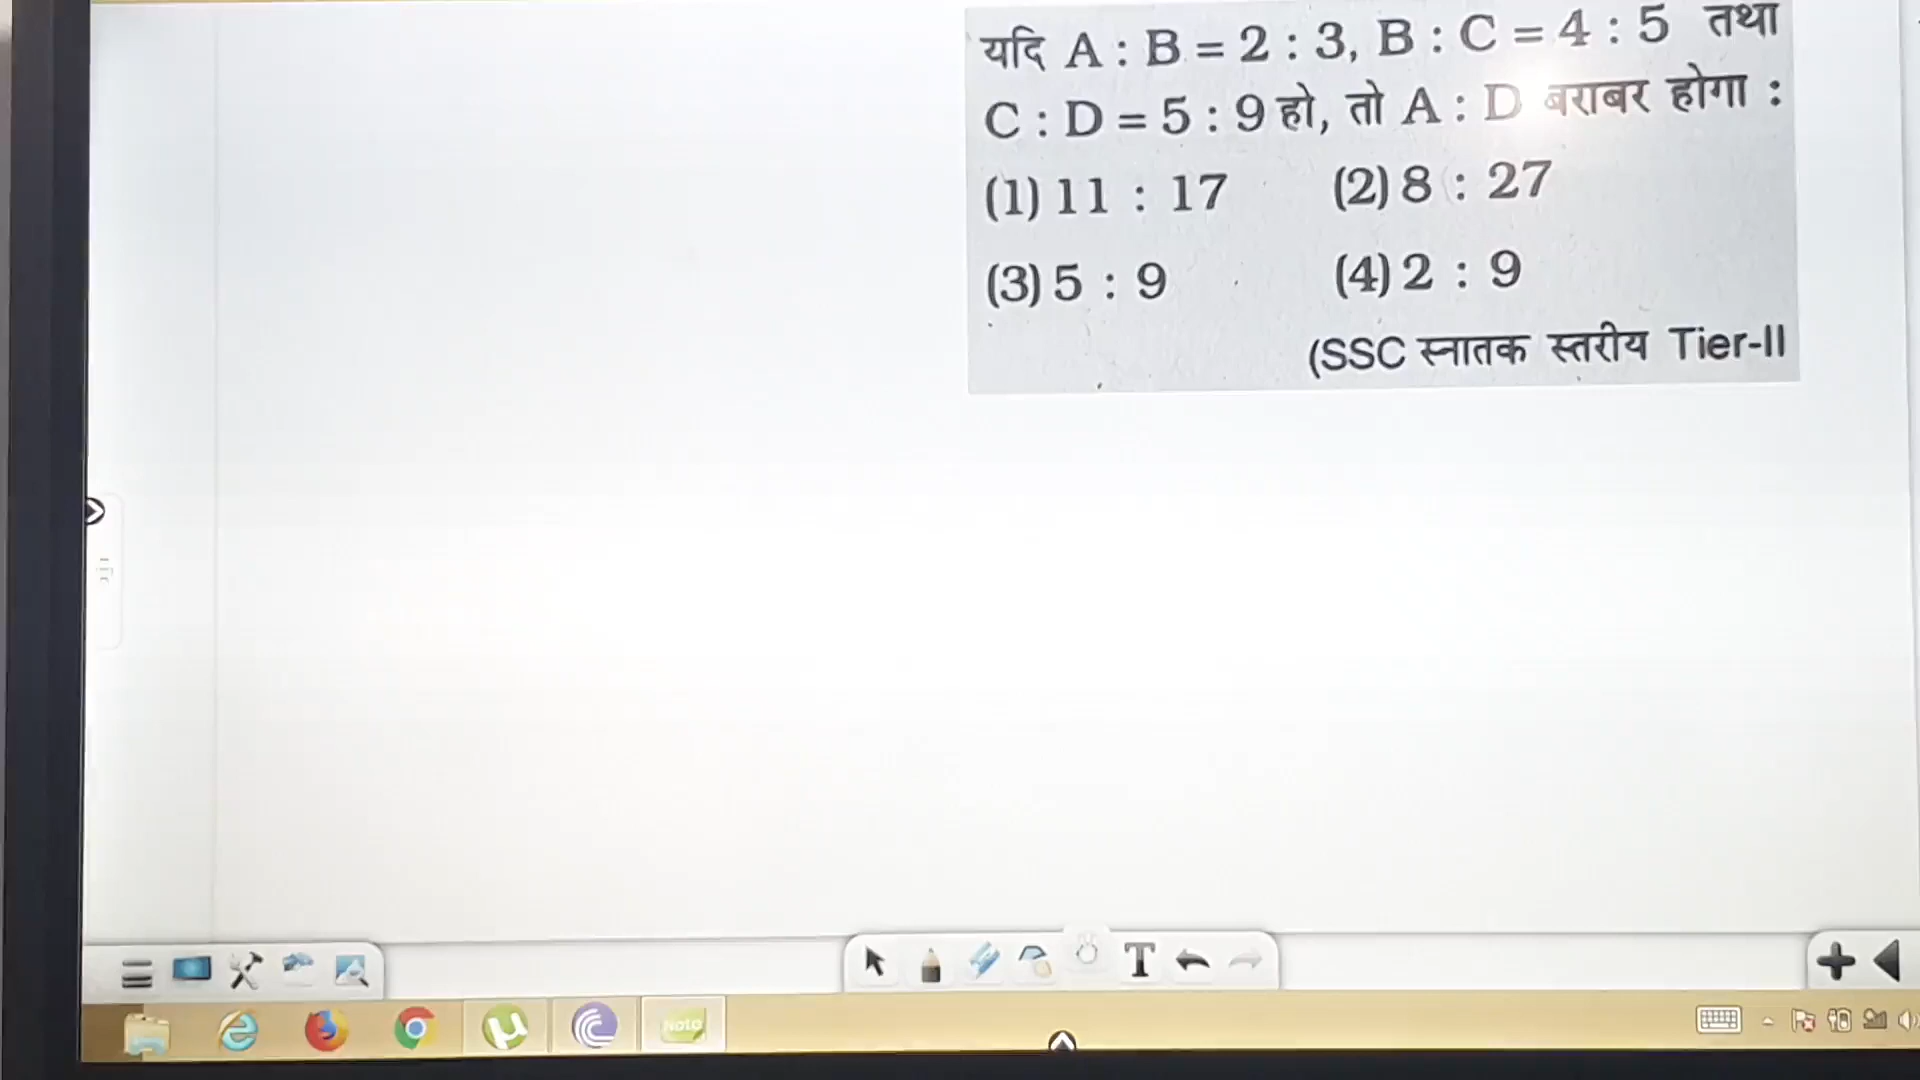 यदि A : B = 2 : 3, B : C = 4 : 5 तथा
C : D = 5 : 9 हो, तो A : D बराबर होगा :
(1) 11 : 17 (2) 8 : 27
(3) 5 : 9 (4) 2 : 9
(SSC स्नातक स्तरीय Tier-II
T
Note